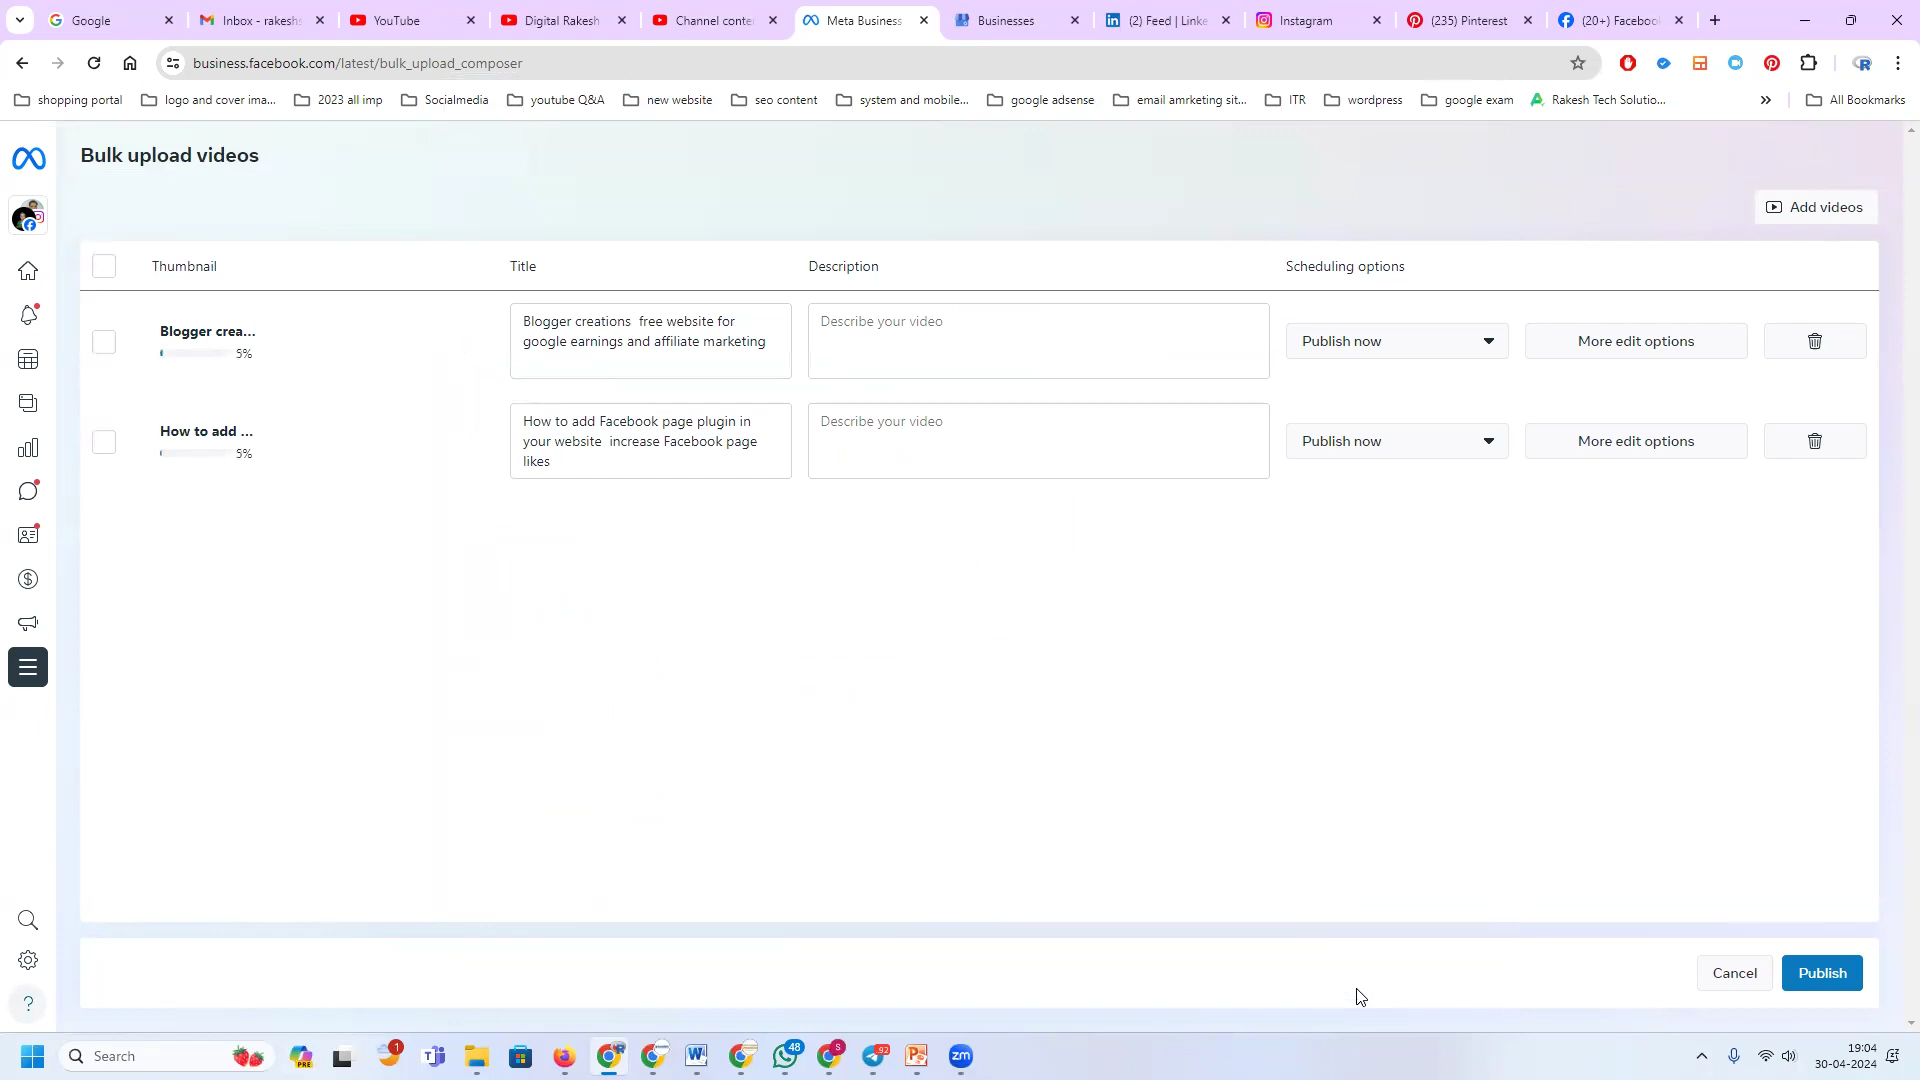 Google
Inbox - rakesh
YouTube
Digital Rakesh
Channel conte
Meta Business
Businesses
(2) Feed | Linke
Instagram
(235) Pinterest
(20+) Faceboo
business.facebook.com/latest/bulk_upload_composer
shopping portal
logo and cover ima...
2023 all imp
Socialmedia
youtube Q&A
new website
seo content
system and mobile...
google adsense
email amrketing sit...
ITR
wordpress
google exam
Rakesh Tech Solutio...
All Bookmarks
Bulk upload videos
Add videos
Thumbnail
Title
Description
Scheduling options
Blogger crea...
5%
Blogger creations free website for
google earnings and affiliate marketing
Describe your video
Publish now
More edit options
How to add ...
5%
How to add Facebook page plugin in
your website increase Facebook page
likes
Describe your video
Publish now
More edit options
Cancel
Publish
Search
PRE
1
48
S
92
zm
19:04
30-04-2024